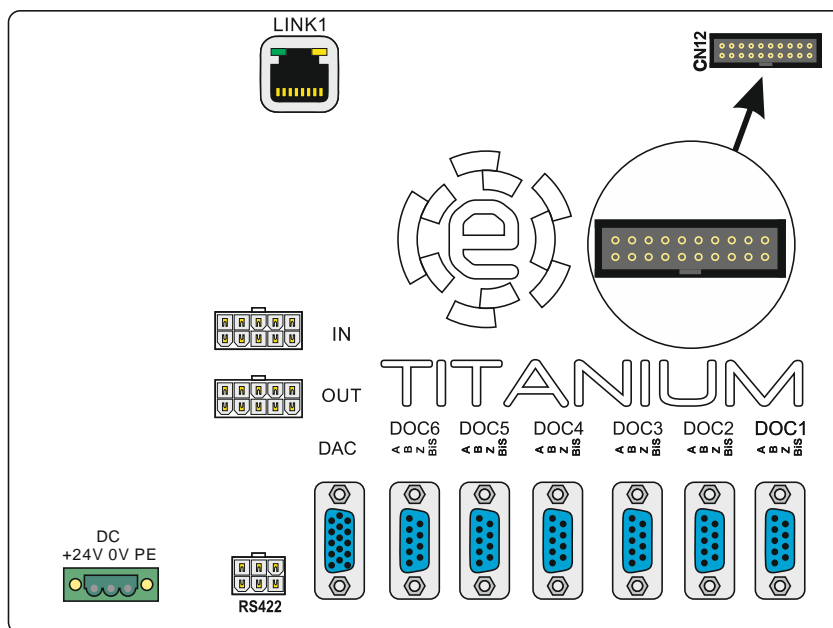 LINK1
CN12
IN
TITANIUM
OUT
DOC6 DOC5 DOC4 DOC3 DOC2 DOC1
A B Z BiS A B Z BiS A B Z BiS A B Z BiS A B Z BiS A B Z BiS
DAC
DC
+24V 0V PE
RS422